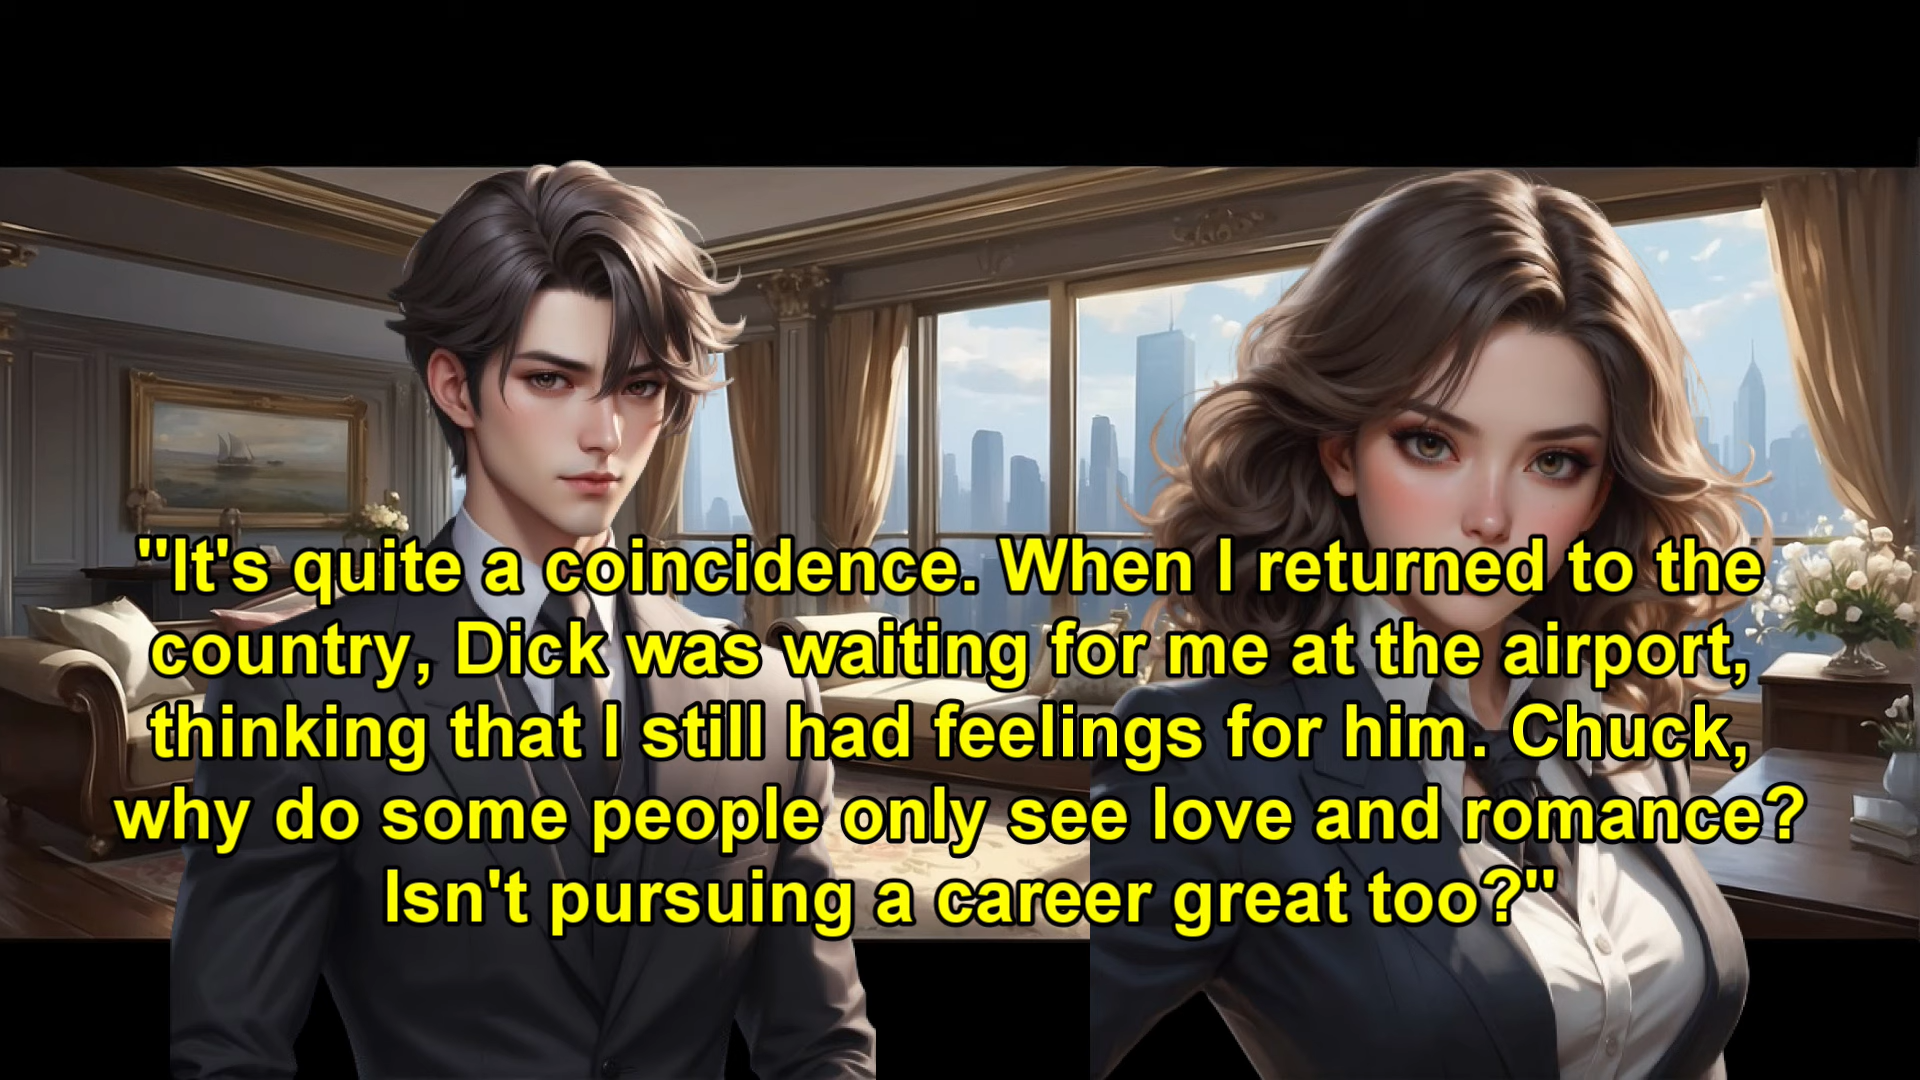 "It's quite a coincidence. When I returned to the
country, Dick was waiting for me at the airport,
thinking that I still had feelings for him. Chuck,
why do some people only see love and romance?
Isn't pursuing a career great too?"